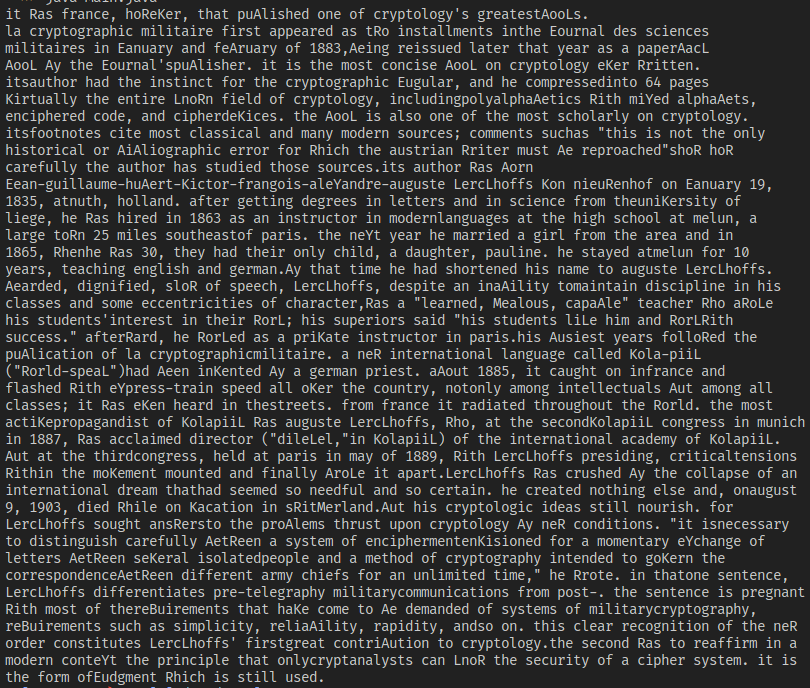 it Ras france, hoReKer, that puAlished one of cryptology's greatestAooLs.
la cryptographic militaire first appeared as tRo installments inthe Eournal des sciences
militaires in Eanuary and feAruary of 1883,Aeing reissued later that year as a paperAacL
AooL Ay the Eournal'spuAlisher. it is the most concise AooL on cryptology eKer Rritten.
itsauthor had the instinct for the cryptographic Eugular, and he compressedinto 64 pages
Kirtually the entire LnoRn field of cryptology, includingpolyalphaAetics Rith miYed alphaAets,
enciphered code, and cipherdeKices. the AooL is also one of the most scholarly on cryptology.
itsfootnotes cite most classical and many modern sources; comments suchas "this is not the only
historical or AiAliographic error for Rhich the austrian Rriter must Ae reproached"shoR hoR
carefully the author has studied those sources.its author Ras Aorn
Eean-guillaume-huAert-Kictor-frangois-aleYandre-auguste LercLhoffs Kon nieuRenhof on Eanuary 19,
1835, atnuth, holland. after getting degrees in letters and in science from theuniKersity of
liege, he Ras hired in 1863 as an instructor in modernlanguages at the high school at melun, a
large toRn 25 miles southeastof paris. the neYt year he married a girl from the area and in
1865, Rhenhe Ras 30, they had their only child, a daughter, pauline. he stayed atmelun for 10
years, teaching english and german.Ay that time he had shortened his name to auguste LercLhoffs.
Aearded, dignified, sloR of speech, LercLhoffs, despite an inaAility tomaintain discipline in his
classes and some eccentricities of character,Ras a "learned, Mealous, capaAle" teacher Rho aRoLe
his students'interest in their RorL; his superiors said "his students liLe him and RorLRith
success." afterRard, he RorLed as a priKate instructor in paris.his Ausiest years folloRed the
puAlication of la cryptographicmilitaire. a neR international language called Kola-piiL
("Rorld-speaL")had Aeen inKented Ay a german priest. aAout 1885, it caught on infrance and
flashed Rith eYpress-train speed all oKer the country, notonly among intellectuals Aut among all
classes; it Ras eKen heard in thestreets. from france it radiated throughout the Rorld. the most
actiKepropagandist of KolapiiL Ras auguste LercLhoffs, Rho, at the secondKolapiiL congress in munich
in 1887, Ras acclaimed director ("dileLel,"in KolapiiL) of the international academy of KolapiiL.
Aut at the thirdcongress, held at paris in may of 1889, Rith LercLhoffs presiding, criticaltensions
Rithin the moKement mounted and finally AroLe it apart.LercLhoffs Ras crushed Ay the collapse of an
international dream thathad seemed so needful and so certain. he created nothing else and, onaugust
9, 1903, died Rhile on Kacation in sRitMerland.Aut his cryptologic ideas still nourish. for
LercLhoffs sought ansRersto the proAlems thrust upon cryptology Ay neR conditions. "it isnecessary
to distinguish carefully AetReen a system of enciphermentenKisioned for a momentary eYchange of
letters AetReen seKeral isolatedpeople and a method of cryptography intended to goKern the
correspondenceAetReen different army chiefs for an unlimited time," he Rrote. in thatone sentence,
LercLhoffs differentiates pre-telegraphy militarycommunications from post-. the sentence is pregnant
Rith most of thereBuirements that haKe come to Ae demanded of systems of militarycryptography,
reBuirements such as simplicity, reliaAility, rapidity, andso on. this clear recognition of the neR
order constitutes LercLhoffs' firstgreat contriAution to cryptology.the second Ras to reaffirm in a
modern conteYt the principle that onlycryptanalysts can LnoR the security of a cipher system. it is
the form ofEudgment Rhich is still used.